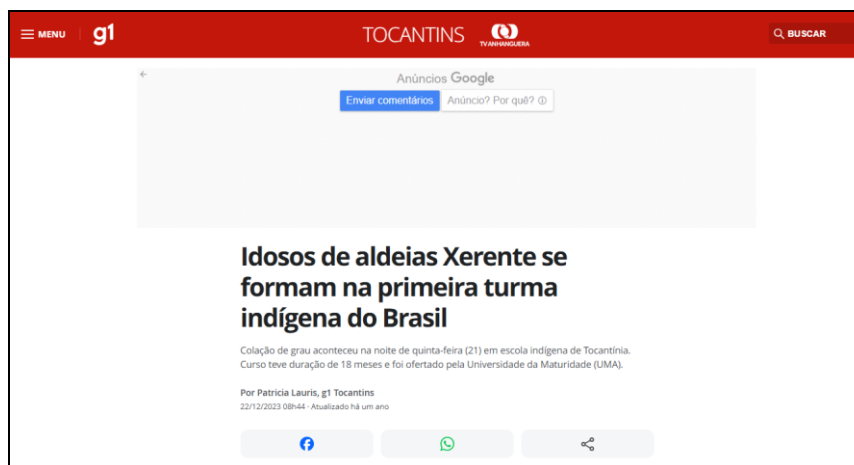 MENU g1 TOCANTINS TV ANHANGUERA BUSCAR
Anúncios Google
Enviar comentários Anúncio? Por quê?
Idosos de aldeias Xerente se
formam na primeira turma
indígena do Brasil
Colação de grau aconteceu na noite de quinta-feira (21) em escola indígena de Tocantínia.
Curso teve duração de 18 meses e foi ofertado pela Universidade da Maturidade (UMA).
Por Patricia Lauris, g1 Tocantins
22/12/2023 08h44 · Atualizado há um ano